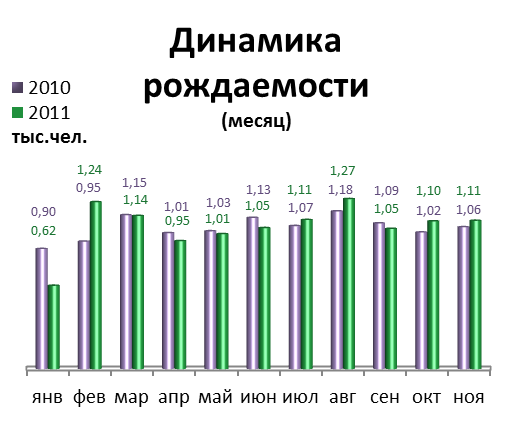 Динамика
рождаемости
(месяц)
2010
2011
тыс.чел.
0,90 0,95 1,15 1,01 1,03 1,13 1,07 1,18 1,09 1,02 1,06
0,62 1,24 1,14 0,95 1,01 1,05 1,11 1,27 1,05 1,10 1,11
янв фев мар апр май июн июл авг сен окт ноя